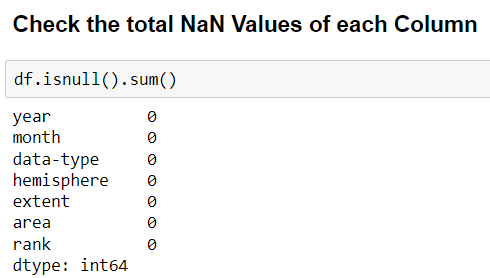 Check the total NaN Values of each Column
df.isnull().sum()
year 0
month 0
data-type 0
hemisphere 0
extent 0
area 0
rank 0
dtype: int64